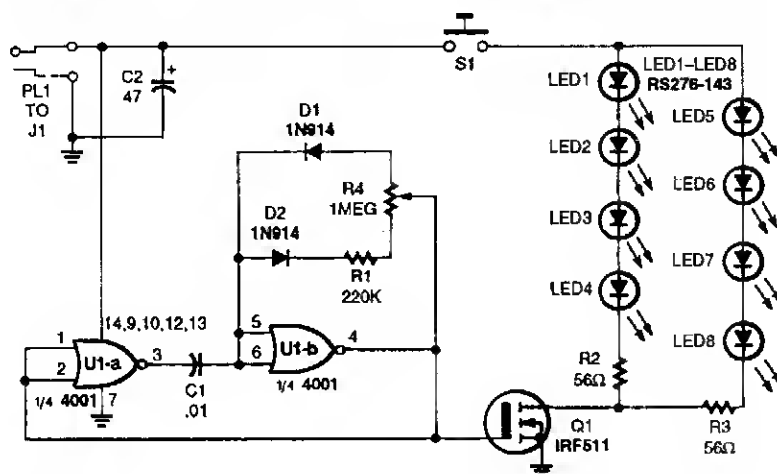 PL1
TO
J1
C2
47
+
D1
1N914
D2
1N914
R4
1MEG
R1
220K
S1
LED1
LED2
LED3
LED4
LED1–LED8
RS276-143
LED5
LED6
LED7
LED8
14,9,10,12,13
1
2
U1-a
3
1/4 4001
7
C1
.01
5
6
U1-b
4
1/4 4001
R2
56Ω
Q1
IRF511
R3
56Ω